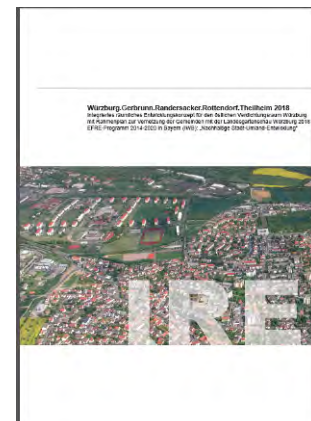 Würzburg.Gerbrunn.Randersacker.Rottendorf.Theilheim 2018
Integriertes räumliches Entwicklungskonzept für den östlichen Verdichtungsraum Würzburg
mit Rahmenplan zur Vernetzung der Gemeinden mit der Landesgartenschau Würzburg 2018
EFRE-Programm 2014-2020 in Bayern (IWB): „Nachhaltige Stadt-Umland-Entwicklung"
IRE